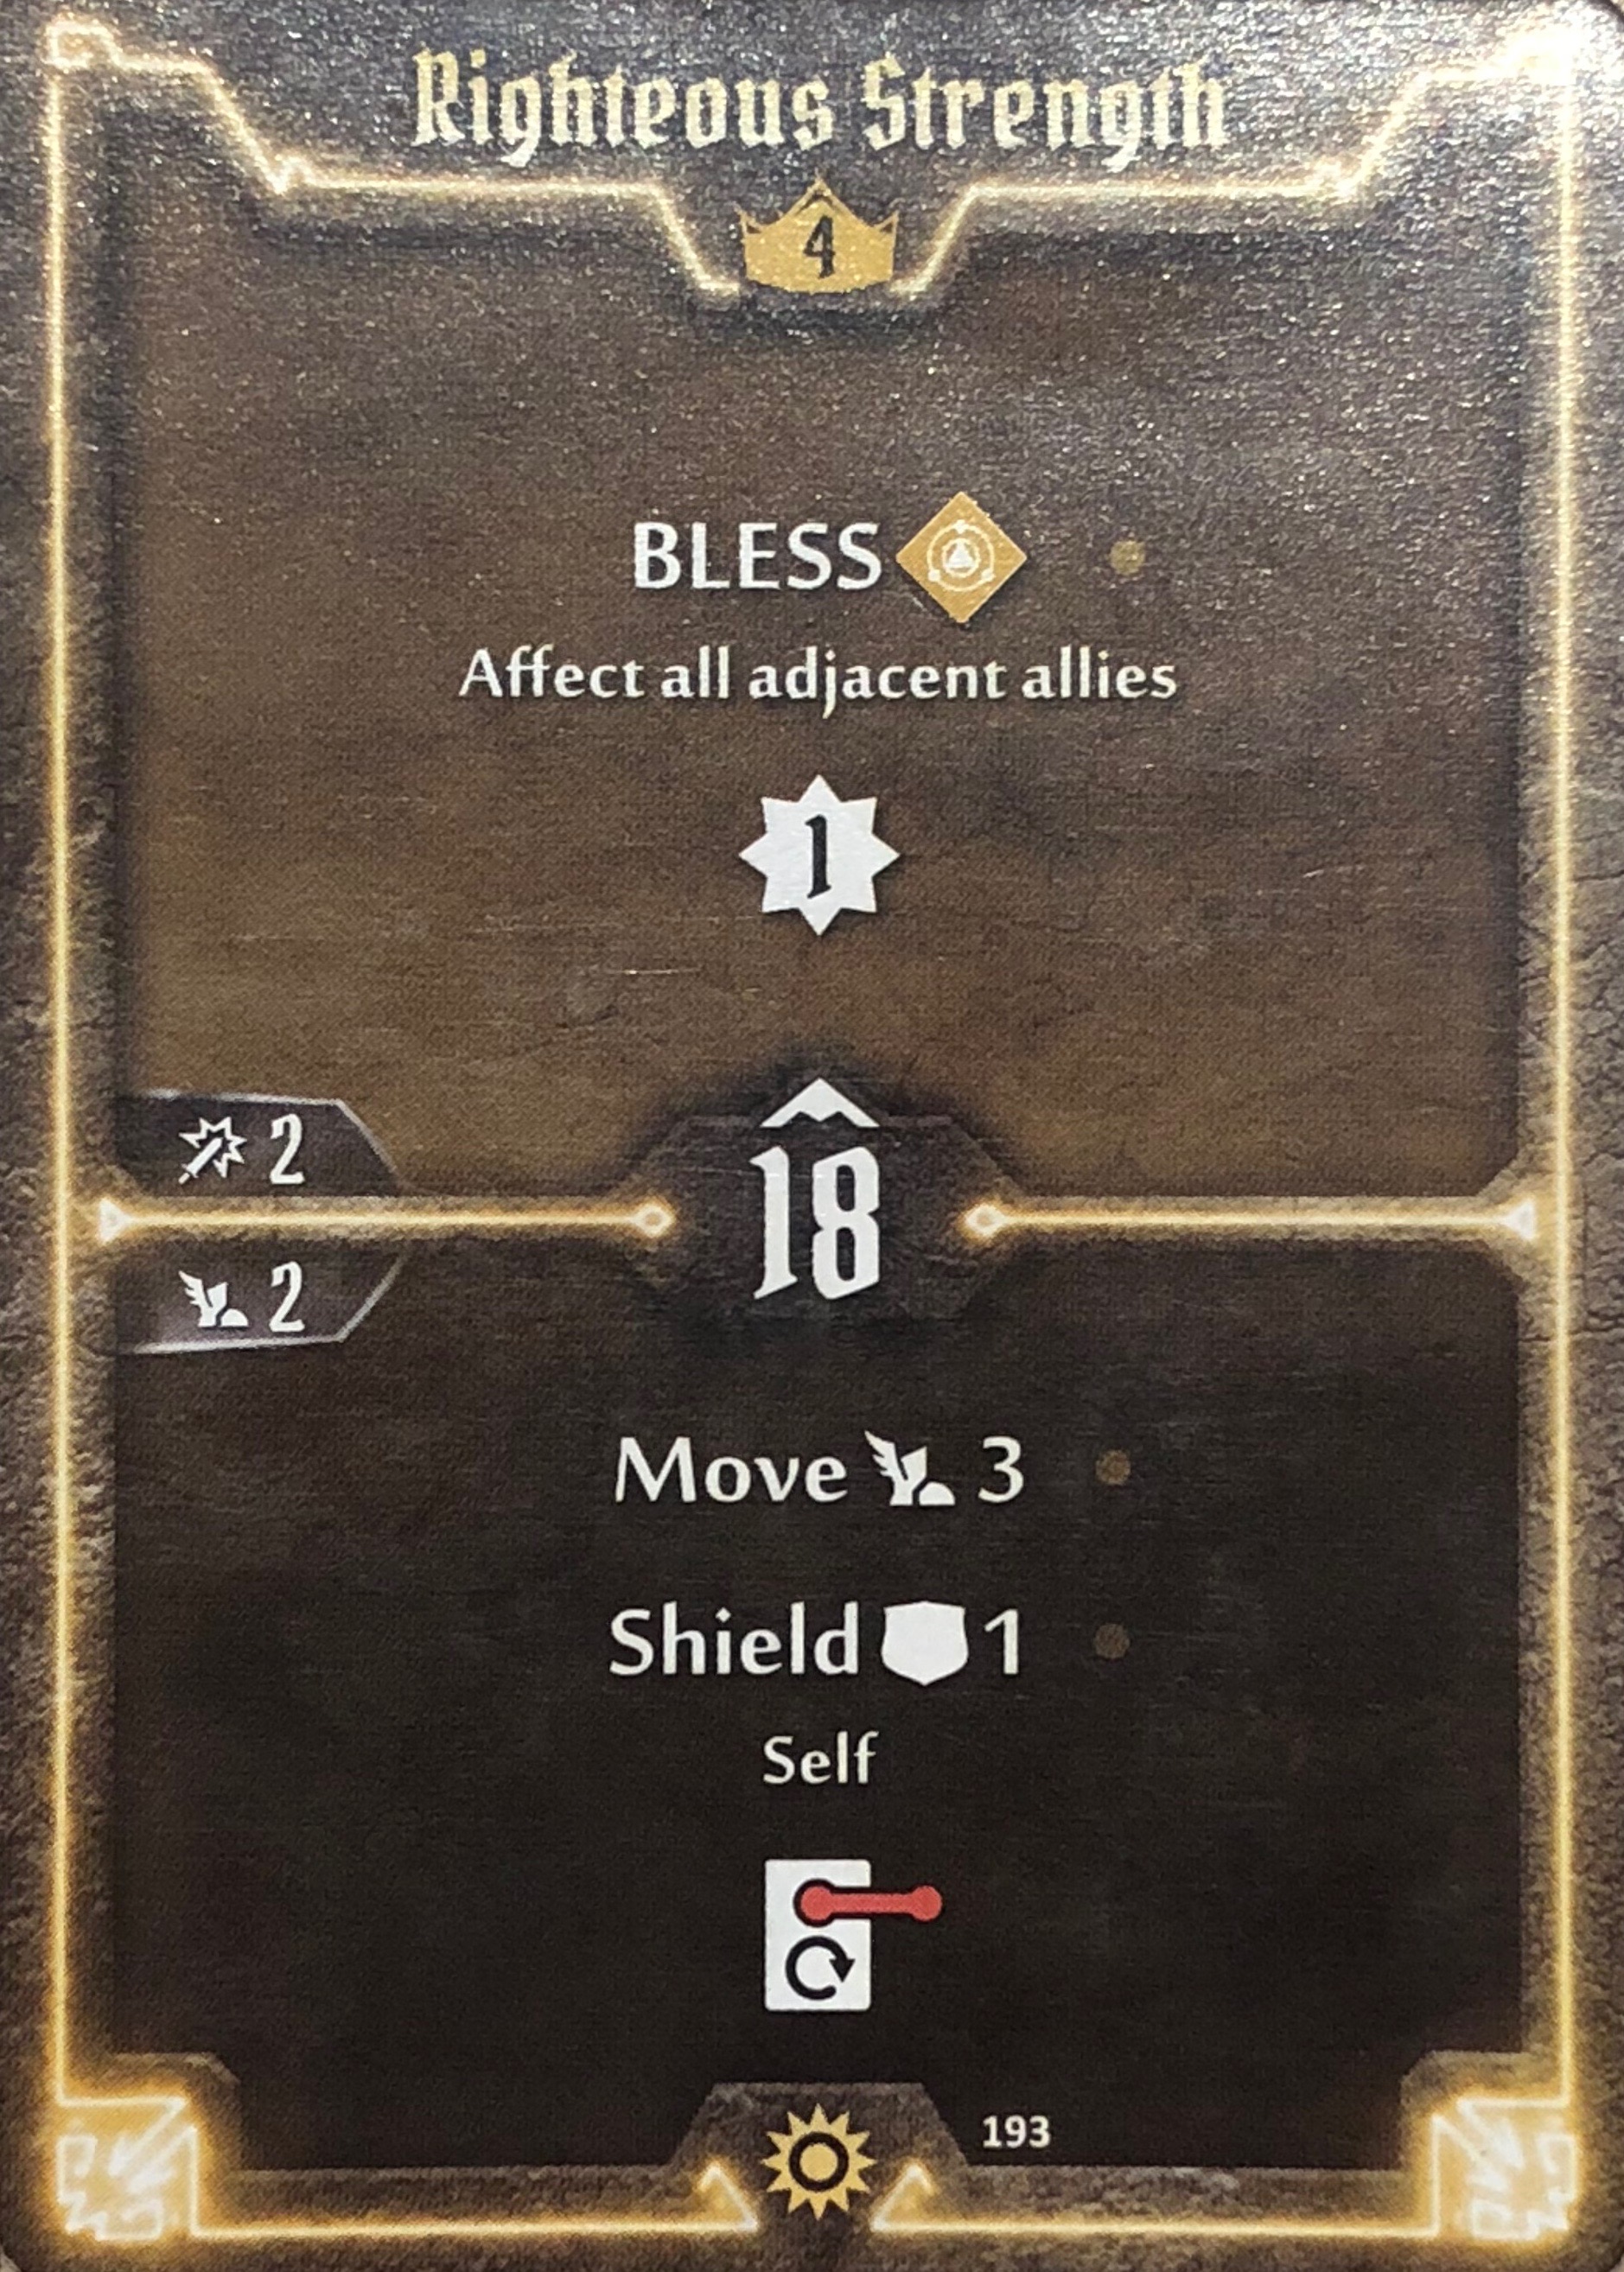 Righteous Strength
4
BLESS
Affect all adjacent allies
1
2
18
2
Move 3
Shield 1
Self
193